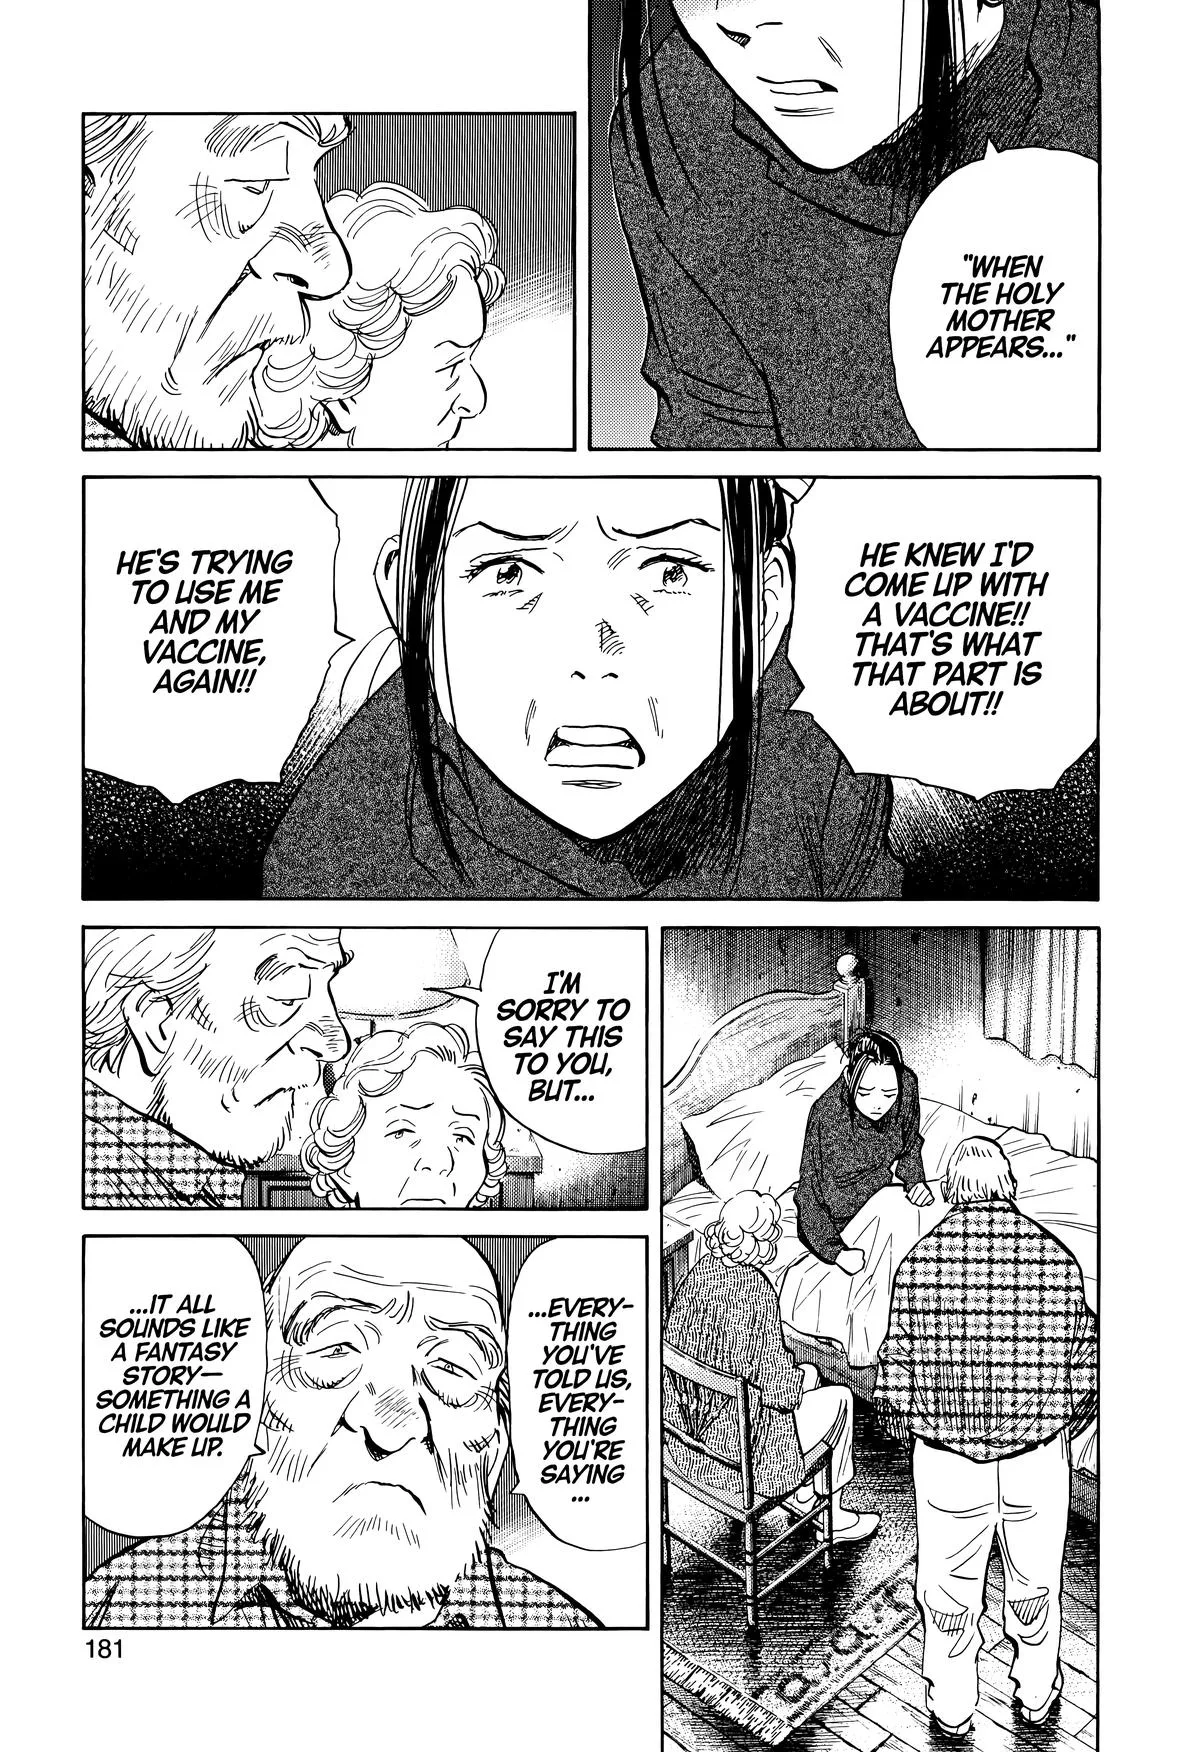 "WHEN
THE HOLY
MOTHER
APPEARS..."
HE KNEW I'D
COME UP WITH
A VACCINE!!
THAT'S WHAT
THAT PART IS
ABOUT!!
HE'S TRYING
TO USE ME
AND MY
VACCINE,
AGAIN!!
I'M
SORRY TO
SAY THIS
TO YOU,
BUT...
...EVERY-
THING
YOU'VE
TOLD US,
EVERY-
THING
YOU'RE
SAYING
...
...IT ALL
SOUNDS LIKE
A FANTASY
STORY—
SOMETHING A
CHILD WOULD
MAKE UP.
181